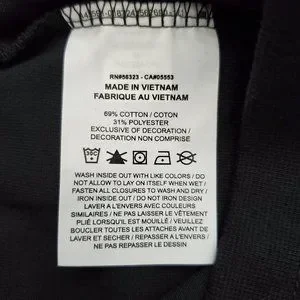 RN#56323 - CA#05553
MADE IN VIETNAM
FABRIQUE AU VIETNAM
69% COTTON / COTON
31% POLYESTER
EXCLUSIVE OF DECORATION /
DECORATION NON COMPRISE
WASH INSIDE OUT WITH LIKE COLORS / DO
NOT ALLOW TO LAY ON ITSELF WHEN WET /
FASTEN ALL CLOSURES TO WASH AND DRY /
IRON INSIDE OUT / DO NOT IRON DESIGN
LAVER A L'ENVERS AVEC COULEURS
SIMILAIRES / NE PAS LAISSER LE VÊTEMENT
PLIÉ LORSQU'IL EST MOUILLÉ / VEUILLEZ
BOUCLER TOUTES LES ATTACHES AVANT DE
LAVER ET SECHER / REPASSER A L'ENVERS /
NE PAS REPASSER LE DESSIN